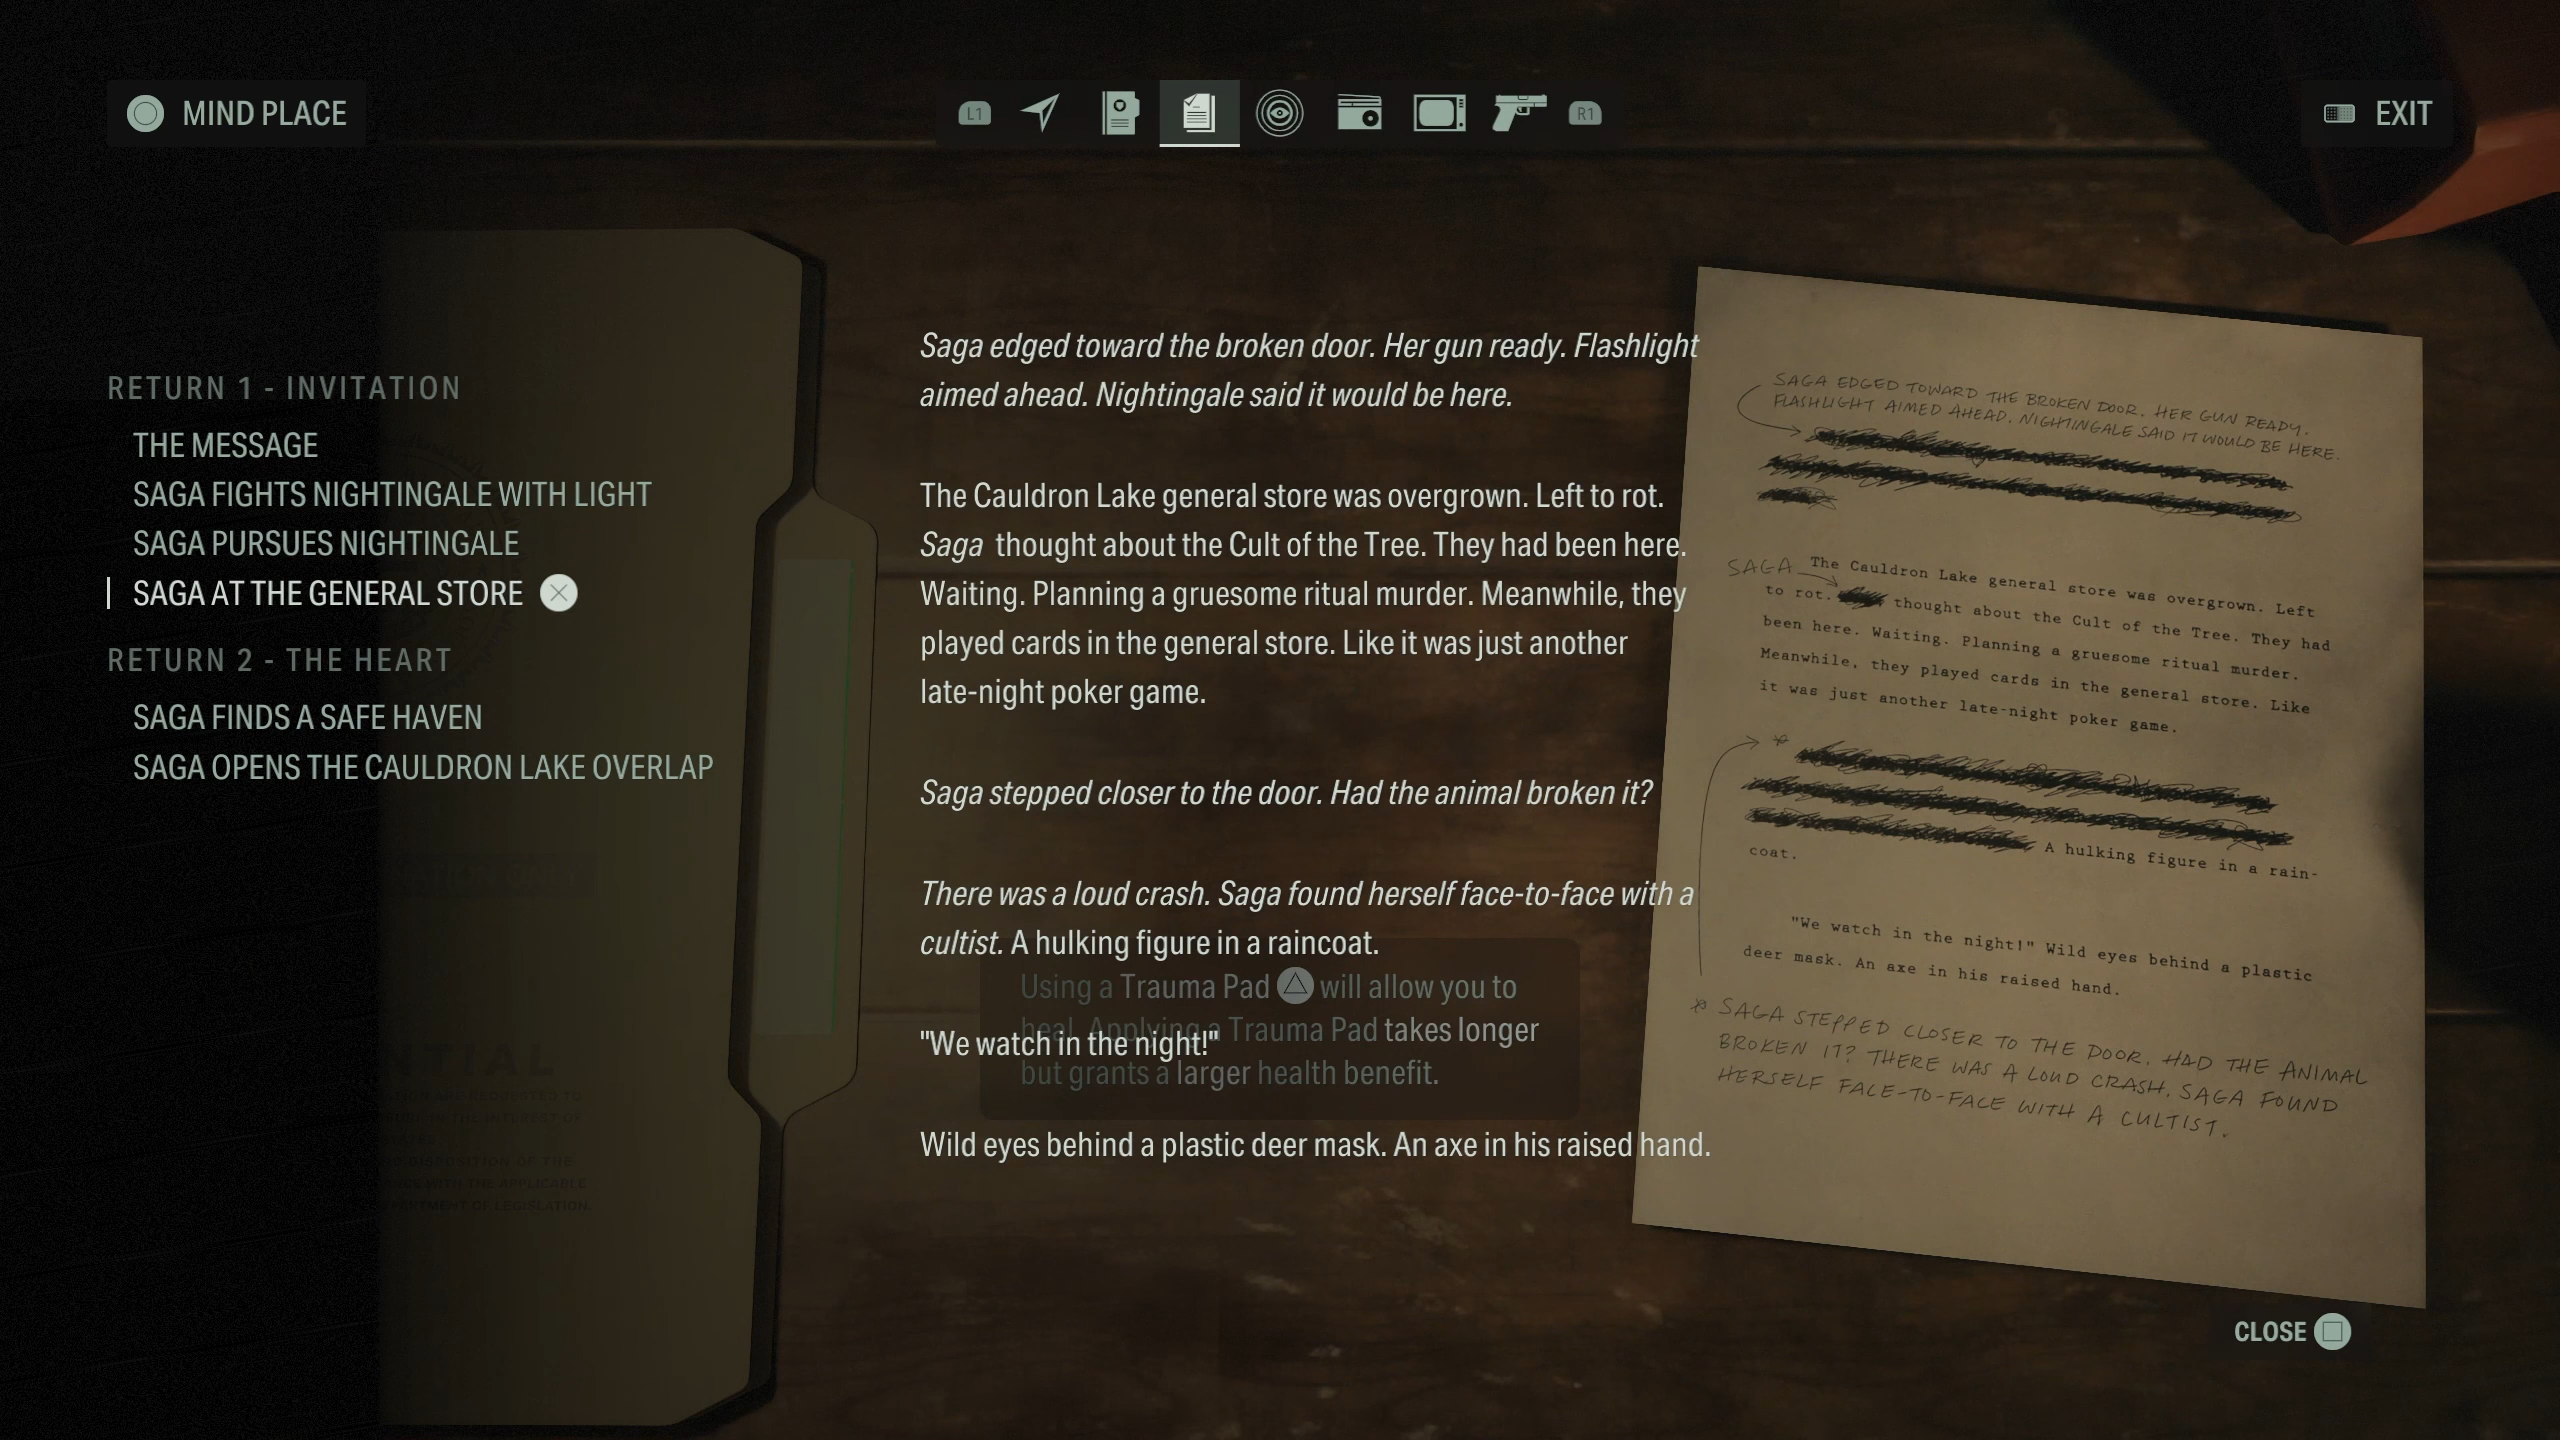 MIND PLACE
L1
R1
EXIT
RETURN 1 - INVITATION
THE MESSAGE
SAGA FIGHTS NIGHTINGALE WITH LIGHT
SAGA PURSUES NIGHTINGALE
SAGA AT THE GENERAL STORE
RETURN 2 - THE HEART
SAGA FINDS A SAFE HAVEN
SAGA OPENS THE CAULDRON LAKE OVERLAP
Saga edged toward the broken door. Her gun ready. Flashlight
aimed ahead. Nightingale said it would be here.
The Cauldron Lake general store was overgrown. Left to rot.
Saga thought about the Cult of the Tree. They had been here.
Waiting. Planning a gruesome ritual murder. Meanwhile, they
played cards in the general store. Like it was just another
late-night poker game.
Saga stepped closer to the door. Had the animal broken it?
There was a loud crash. Saga found herself face-to-face with a
cultist. A hulking figure in a raincoat.
"We watch in the night!"
Wild eyes behind a plastic deer mask. An axe in his raised hand.
Using a Trauma Pad will allow you to
heal. Applying a Trauma Pad takes longer
but grants a larger health benefit.
SAGA EDGED TOWARD THE BROKEN DOOR. HER GUN READY.
FLASHLIGHT AIMED AHEAD. NIGHTINGALE SAID IT WOULD BE HERE.
SAGA
The Cauldron Lake general store was overgrown. Left
to rot. thought about the Cult of the Tree. They had
been here. Waiting. Planning a gruesome ritual murder.
Meanwhile, they played cards in the general store. Like
it was just another late-night poker game.
A hulking figure in a rain-
coat.
"We watch in the night!" Wild eyes behind a plastic
deer mask. An axe in his raised hand.
SAGA STEPPED CLOSER TO THE DOOR. HAD THE ANIMAL
BROKEN IT? THERE WAS A LOUD CRASH. SAGA FOUND
HERSELF FACE-TO-FACE WITH A CULTIST.
NTIAL
DISPOSITION OF THE
WITH THE APPLICABLE
OF LEGISLATION.
CLOSE